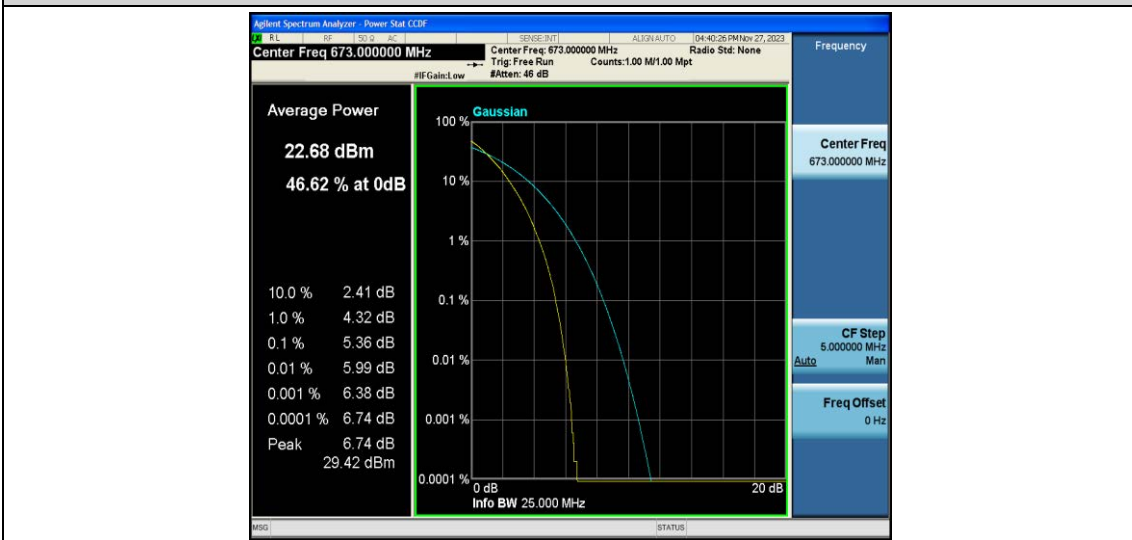 Agilent Spectrum Analyzer - Power Stat CCDF
RL RF 50 Ω AC SENSE:INT ALIGN AUTO 04:40:26 PM Nov 27, 2023
Center Freq 673.000000 MHz
Center Freq: 673.000000 MHz Radio Std: None
Trig: Free Run Counts:1.00 M/1.00 Mpt
#IFGain:Low #Atten: 46 dB
Frequency
Average Power
22.68 dBm
46.62 % at 0dB
10.0 % 2.41 dB
1.0 % 4.32 dB
0.1 % 5.36 dB
0.01 % 5.99 dB
0.001 % 6.38 dB
0.0001 % 6.74 dB
Peak 6.74 dB
29.42 dBm
Gaussian
100 %
10 %
1 %
0.1 %
0.01 %
0.001 %
0.0001 %
0 dB 20 dB
Info BW 25.000 MHz
Center Freq
673.000000 MHz
CF Step
5.000000 MHz
Auto Man
Freq Offset
0 Hz
MSG STATUS